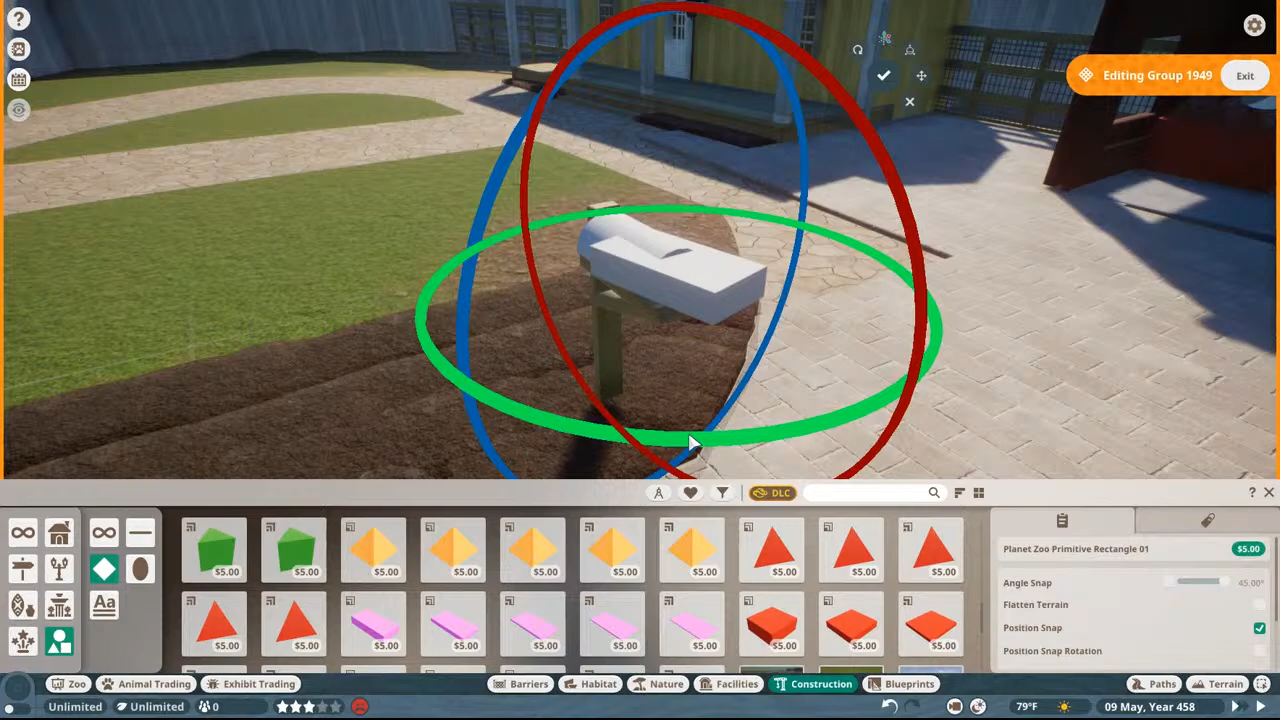 ?
Editing Group 1949
Exit
DLC
? ×
Aa
$5.00 $5.00 $5.00 $5.00 $5.00 $5.00 $5.00 $5.00 $5.00 $5.00
$5.00 $5.00 $5.00 $5.00 $5.00 $5.00 $5.00 $5.00 $5.00 $5.00
Planet Zoo Primitive Rectangle 01 $5.00
Angle Snap 45.00°
Flatten Terrain
Position Snap
Position Snap Rotation
Zoo Animal Trading Exhibit Trading Barriers Habitat Nature Facilities Construction Blueprints Paths Terrain
Unlimited Unlimited 0 79°F 09 May, Year 458